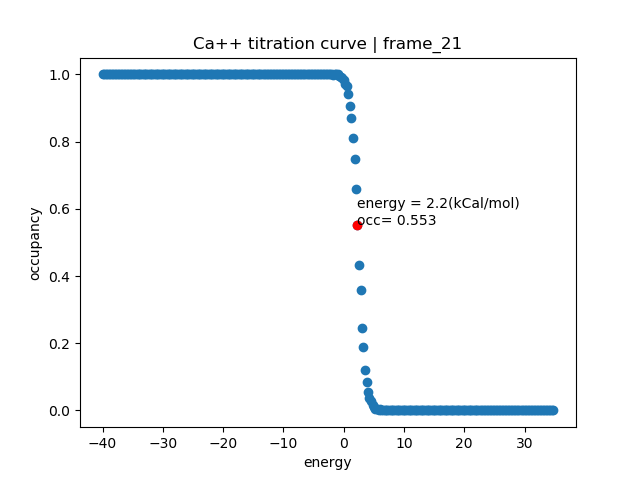 Ca++ titration curve | frame_21
occupancy
1.0
0.8
0.6
0.4
0.2
0.0
energy = 2.2(kCal/mol)
occ= 0.553
−40
−30
−20
−10
0
10
20
30
energy